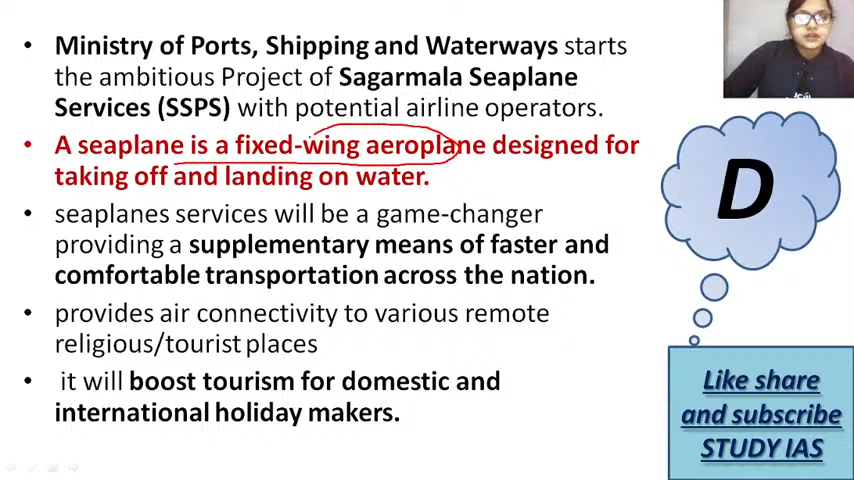 Ministry of Ports, Shipping and Waterways starts
the ambitious Project of Sagarmala Seaplane
Services (SSPS) with potential airline operators.
A seaplane is a fixed-wing aeroplane designed for
taking off and landing on water.
seaplanes services will be a game-changer
providing a supplementary means of faster and
comfortable transportation across the nation.
provides air connectivity to various remote
religious/tourist places
it will boost tourism for domestic and
international holiday makers.
D
Like share
and subscribe
STUDY IAS